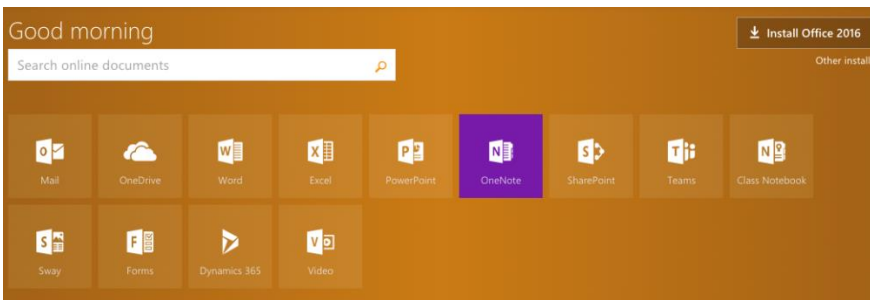 Good morning
Install Office 2016
Search online documents
Other install
Mail
OneDrive
Word
Excel
PowerPoint
OneNote
SharePoint
Teams
Class Notebook
Sway
Forms
Dynamics 365
Video